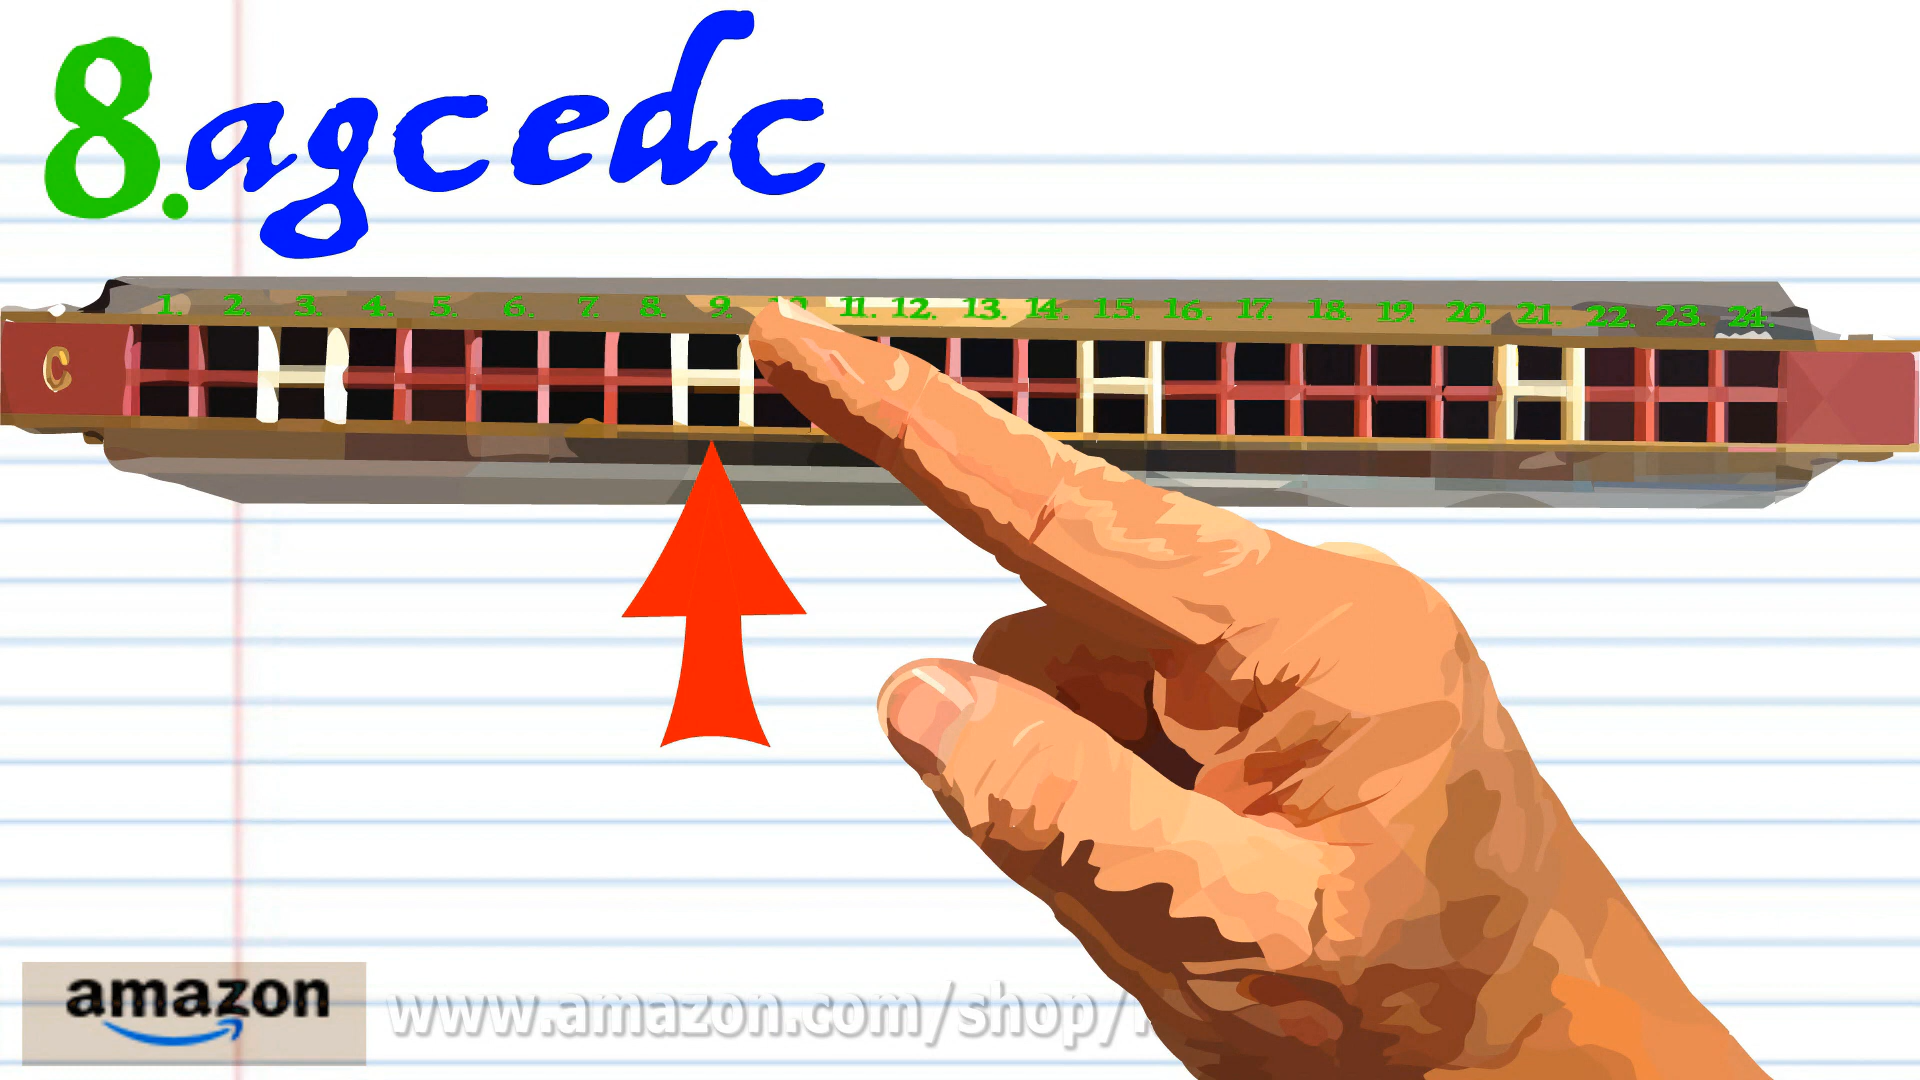 8. agcedc
1. 2. 3. 4. 5. 6. 7. 8. 9. 11. 12. 13. 14. 15. 16. 17. 18. 19. 20. 21. 22. 23. 24.
C
amazon
www.amazon.com/shop/